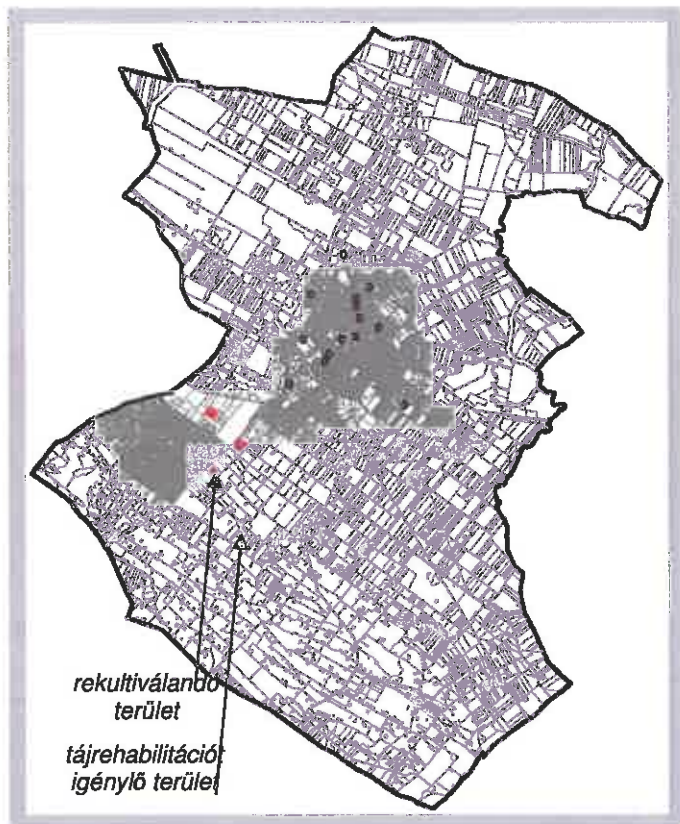 rekultiválandó
terület
tájrehabilitációt
igénylő terület